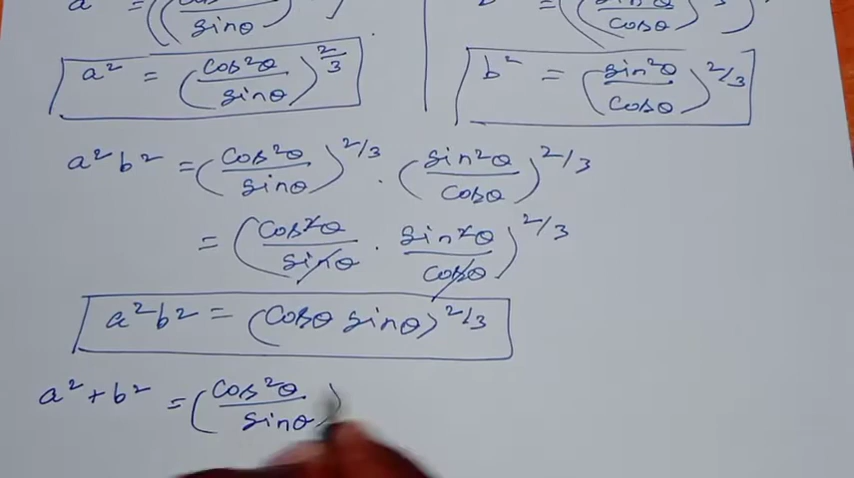 a² = (cos²θ / sinθ)^2/3
b² = (sin²θ / cosθ)^2/3
a²b² = (cos²θ / sinθ)^2/3 . (sin²θ / cosθ)^2/3
= (cos²θ / sinθ . sin²θ / cosθ)^2/3
a²b² = (cosθ sinθ)^2/3
a² + b² = (cos²θ / sinθ)